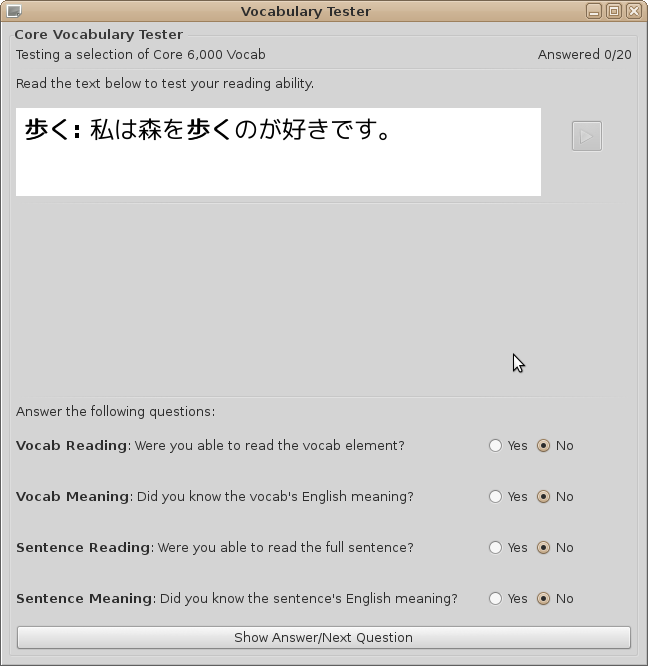 Vocabulary Tester
Core Vocabulary Tester
Testing a selection of Core 6,000 Vocab Answered 0/20
Read the text below to test your reading ability.
歩く: 私は森を歩くのが好きです。
Answer the following questions:
Vocab Reading: Were you able to read the vocab element? Yes No
Vocab Meaning: Did you know the vocab's English meaning? Yes No
Sentence Reading: Were you able to read the full sentence? Yes No
Sentence Meaning: Did you know the sentence's English meaning? Yes No
Show Answer/Next Question